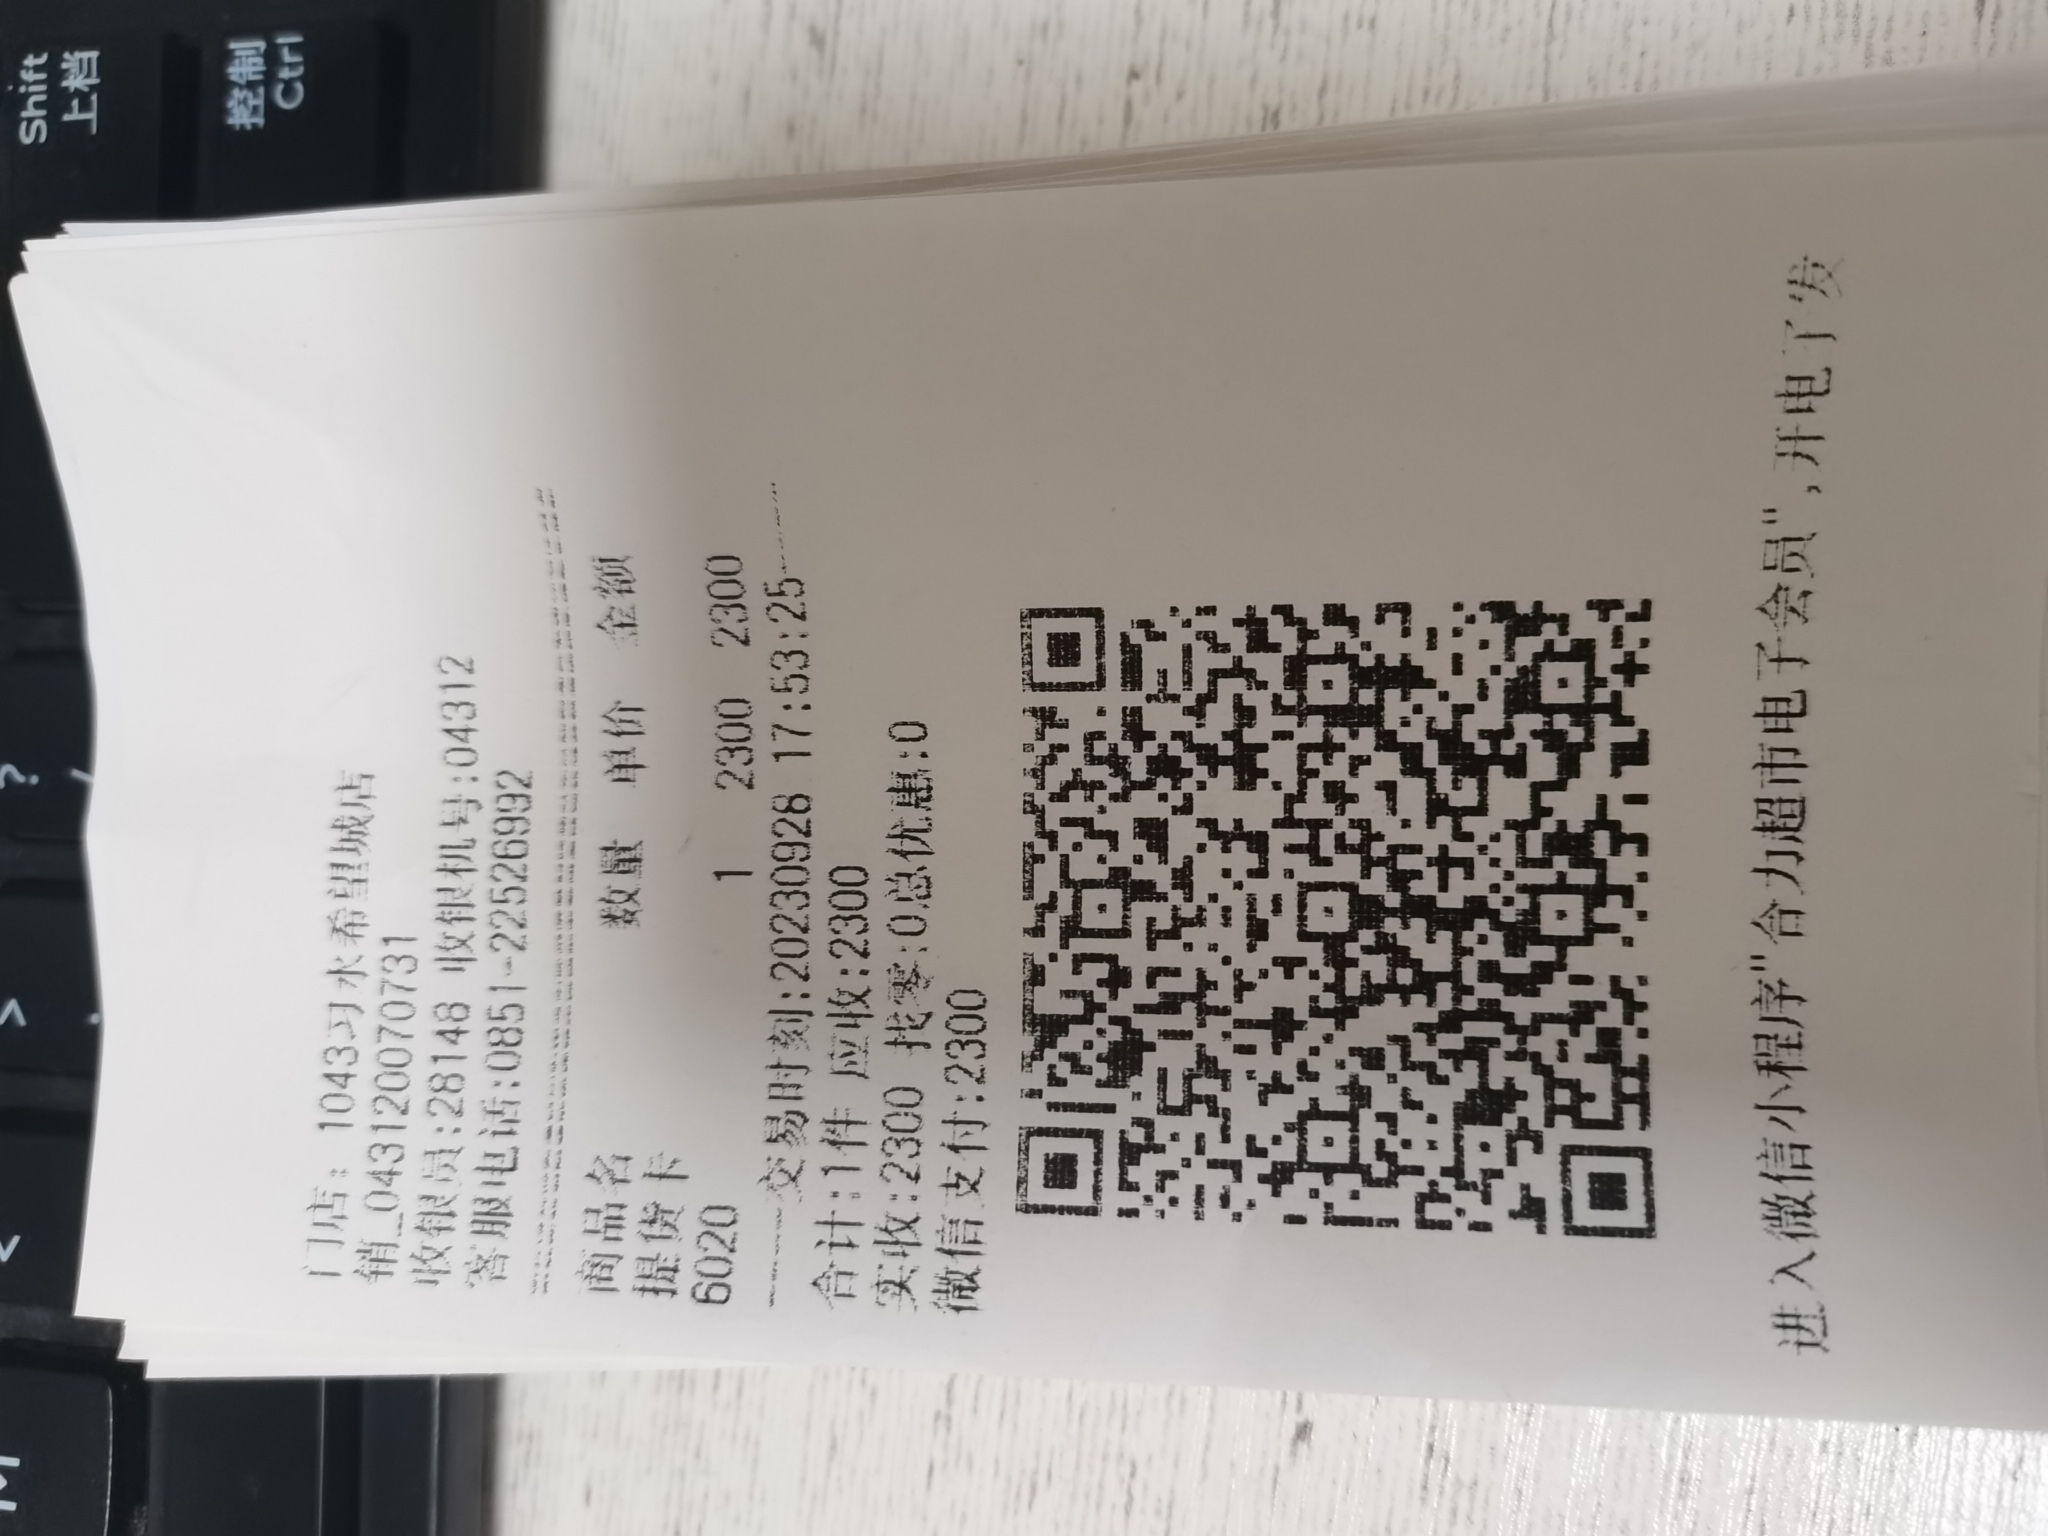 门店: 1043习水希望城店
销_0431200707731
收银员:28148 收银机号:04312
客服电话:0851-22526992
商品名 数量 单价 金额
提货卡
6020 1 2300 2300
交易时刻:20230928 17:53:25
合计:1件 应收:2300
实收:2300 找零:0总优惠:0
微信支付:2300
进入微信小程序"合力超市电子会员",开电了发
Shift
上档
控制
Ctrl
?
/
>
.
<
M